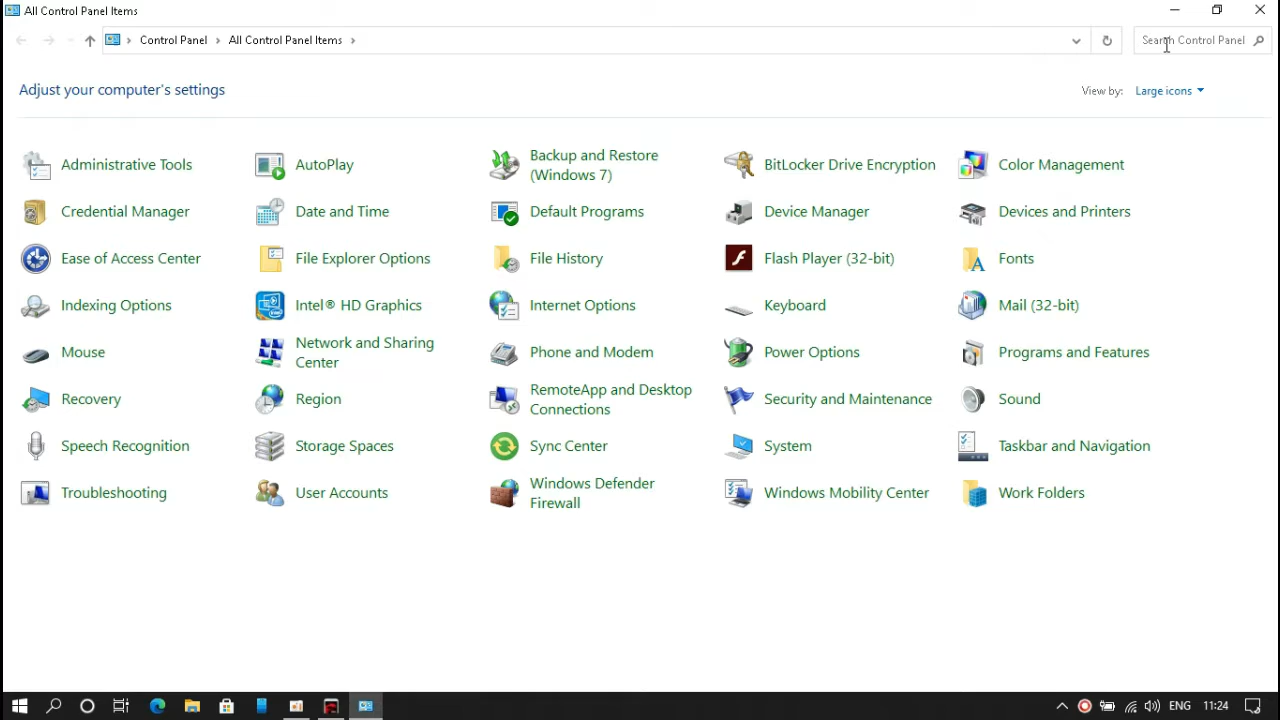 All Control Panel Items
Control Panel
All Control Panel Items
Search Control Panel
Adjust your computer's settings
View by:
Large icons
Administrative Tools
AutoPlay
Backup and Restore
(Windows 7)
BitLocker Drive Encryption
Color Management
Credential Manager
Date and Time
Default Programs
Device Manager
Devices and Printers
Ease of Access Center
File Explorer Options
File History
Flash Player (32-bit)
Fonts
Indexing Options
Intel® HD Graphics
Internet Options
Keyboard
Mail (32-bit)
Mouse
Network and Sharing
Center
Phone and Modem
Power Options
Programs and Features
Recovery
Region
RemoteApp and Desktop
Connections
Security and Maintenance
Sound
Speech Recognition
Storage Spaces
Sync Center
System
Taskbar and Navigation
Troubleshooting
User Accounts
Windows Defender
Firewall
Windows Mobility Center
Work Folders
ENG
11:24